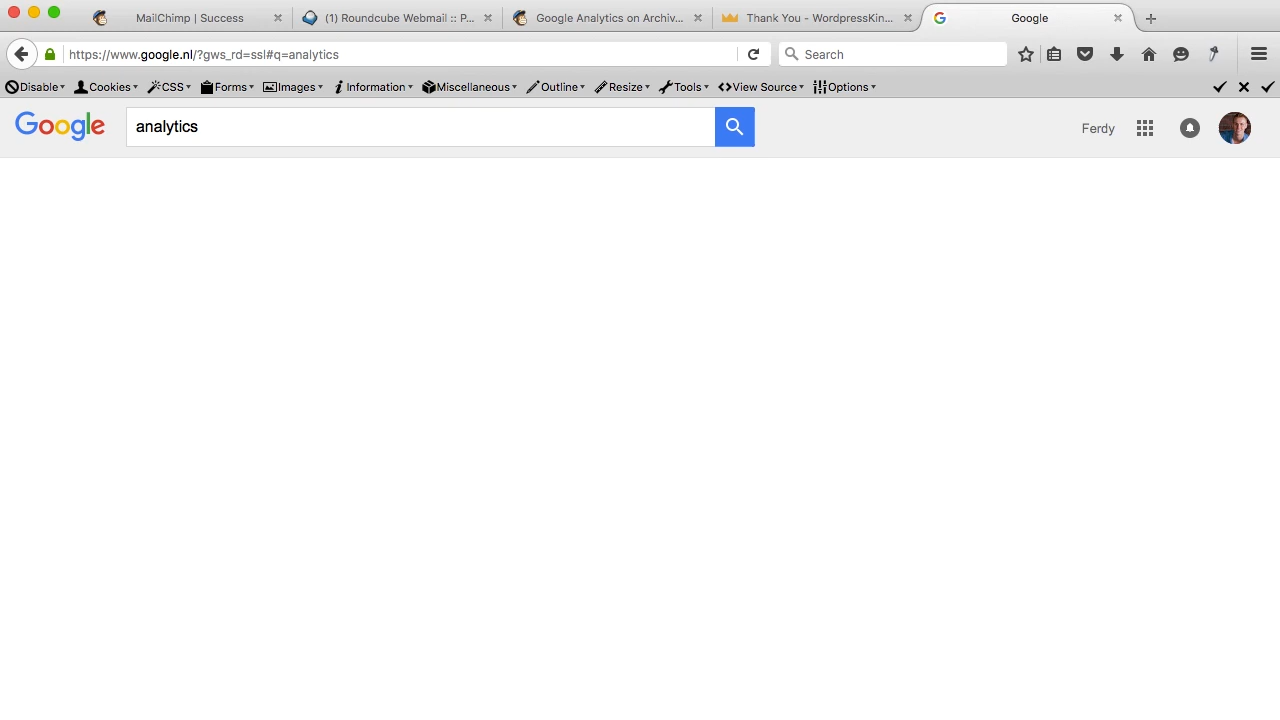 MailChimp | Success
(1) Roundcube Webmail :: P...
Google Analytics on Archiv...
Thank You - WordpressKin...
Google
https://www.google.nl/?gws_rd=ssl#q=analytics
Search
Disable
Cookies
CSS
Forms
Images
Information
Miscellaneous
Outline
Resize
Tools
View Source
Options
Google
analytics
Ferdy